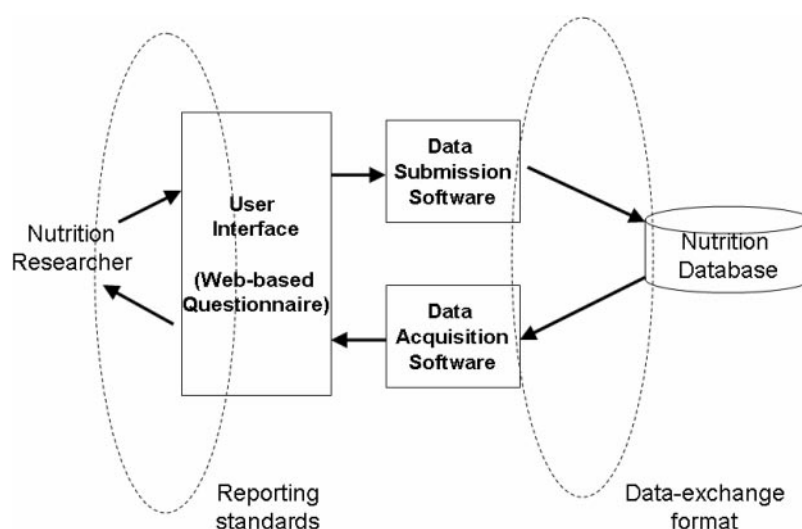 Nutrition
Researcher
User
Interface
(Web-based
Questionnaire)
Data
Submission
Software
Data
Acquisition
Software
Nutrition
Database
Reporting
standards
Data-exchange
format